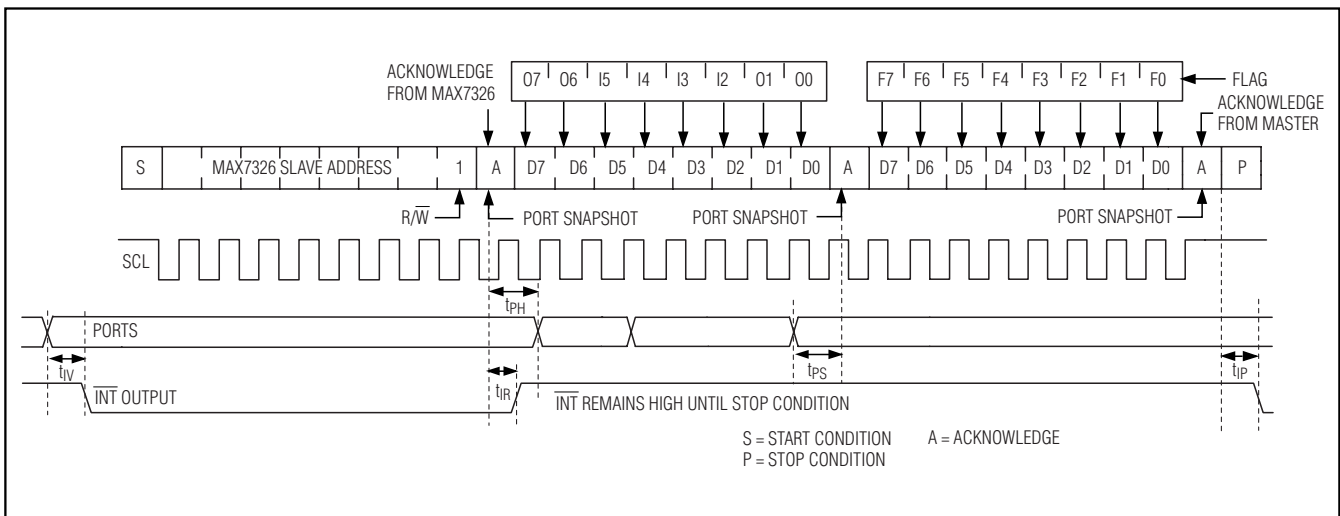 ACKNOWLEDGE
FROM MAX7326
O7 O6 I5 I4 I3 I2 O1 O0
F7 F6 F5 F4 F3 F2 F1 F0
FLAG
ACKNOWLEDGE
FROM MASTER
S MAX7326 SLAVE ADDRESS 1 A D7 D6 D5 D4 D3 D2 D1 D0 A D7 D6 D5 D4 D3 D2 D1 D0 A P
R/W̅ PORT SNAPSHOT PORT SNAPSHOT PORT SNAPSHOT
SCL
tPH
PORTS
tIV tIR tPS tIP
I̅N̅T̅ OUTPUT
I̅N̅T̅ REMAINS HIGH UNTIL STOP CONDITION
S = START CONDITION A = ACKNOWLEDGE
P = STOP CONDITION